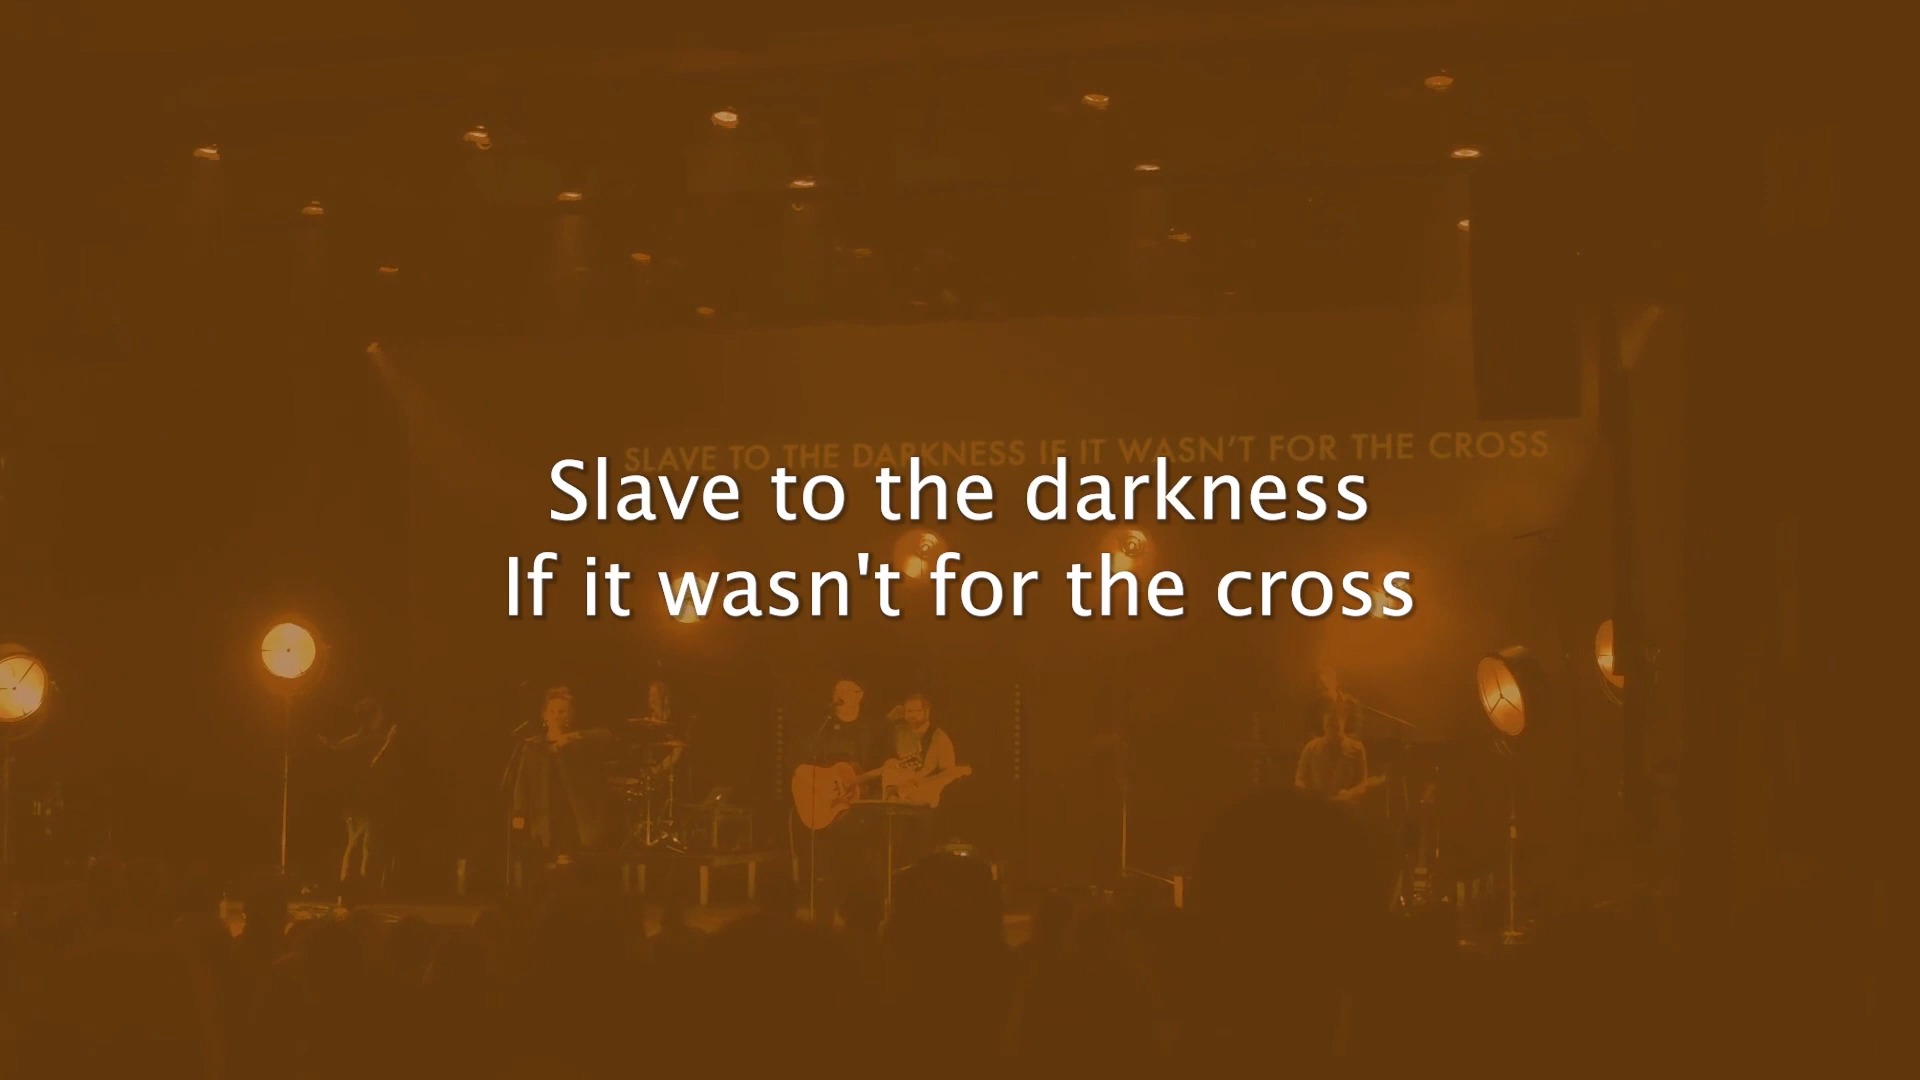 SLAVE TO THE DARKNESS IF IT WASN'T FOR THE CROSS
Slave to the darkness
If it wasn't for the cross